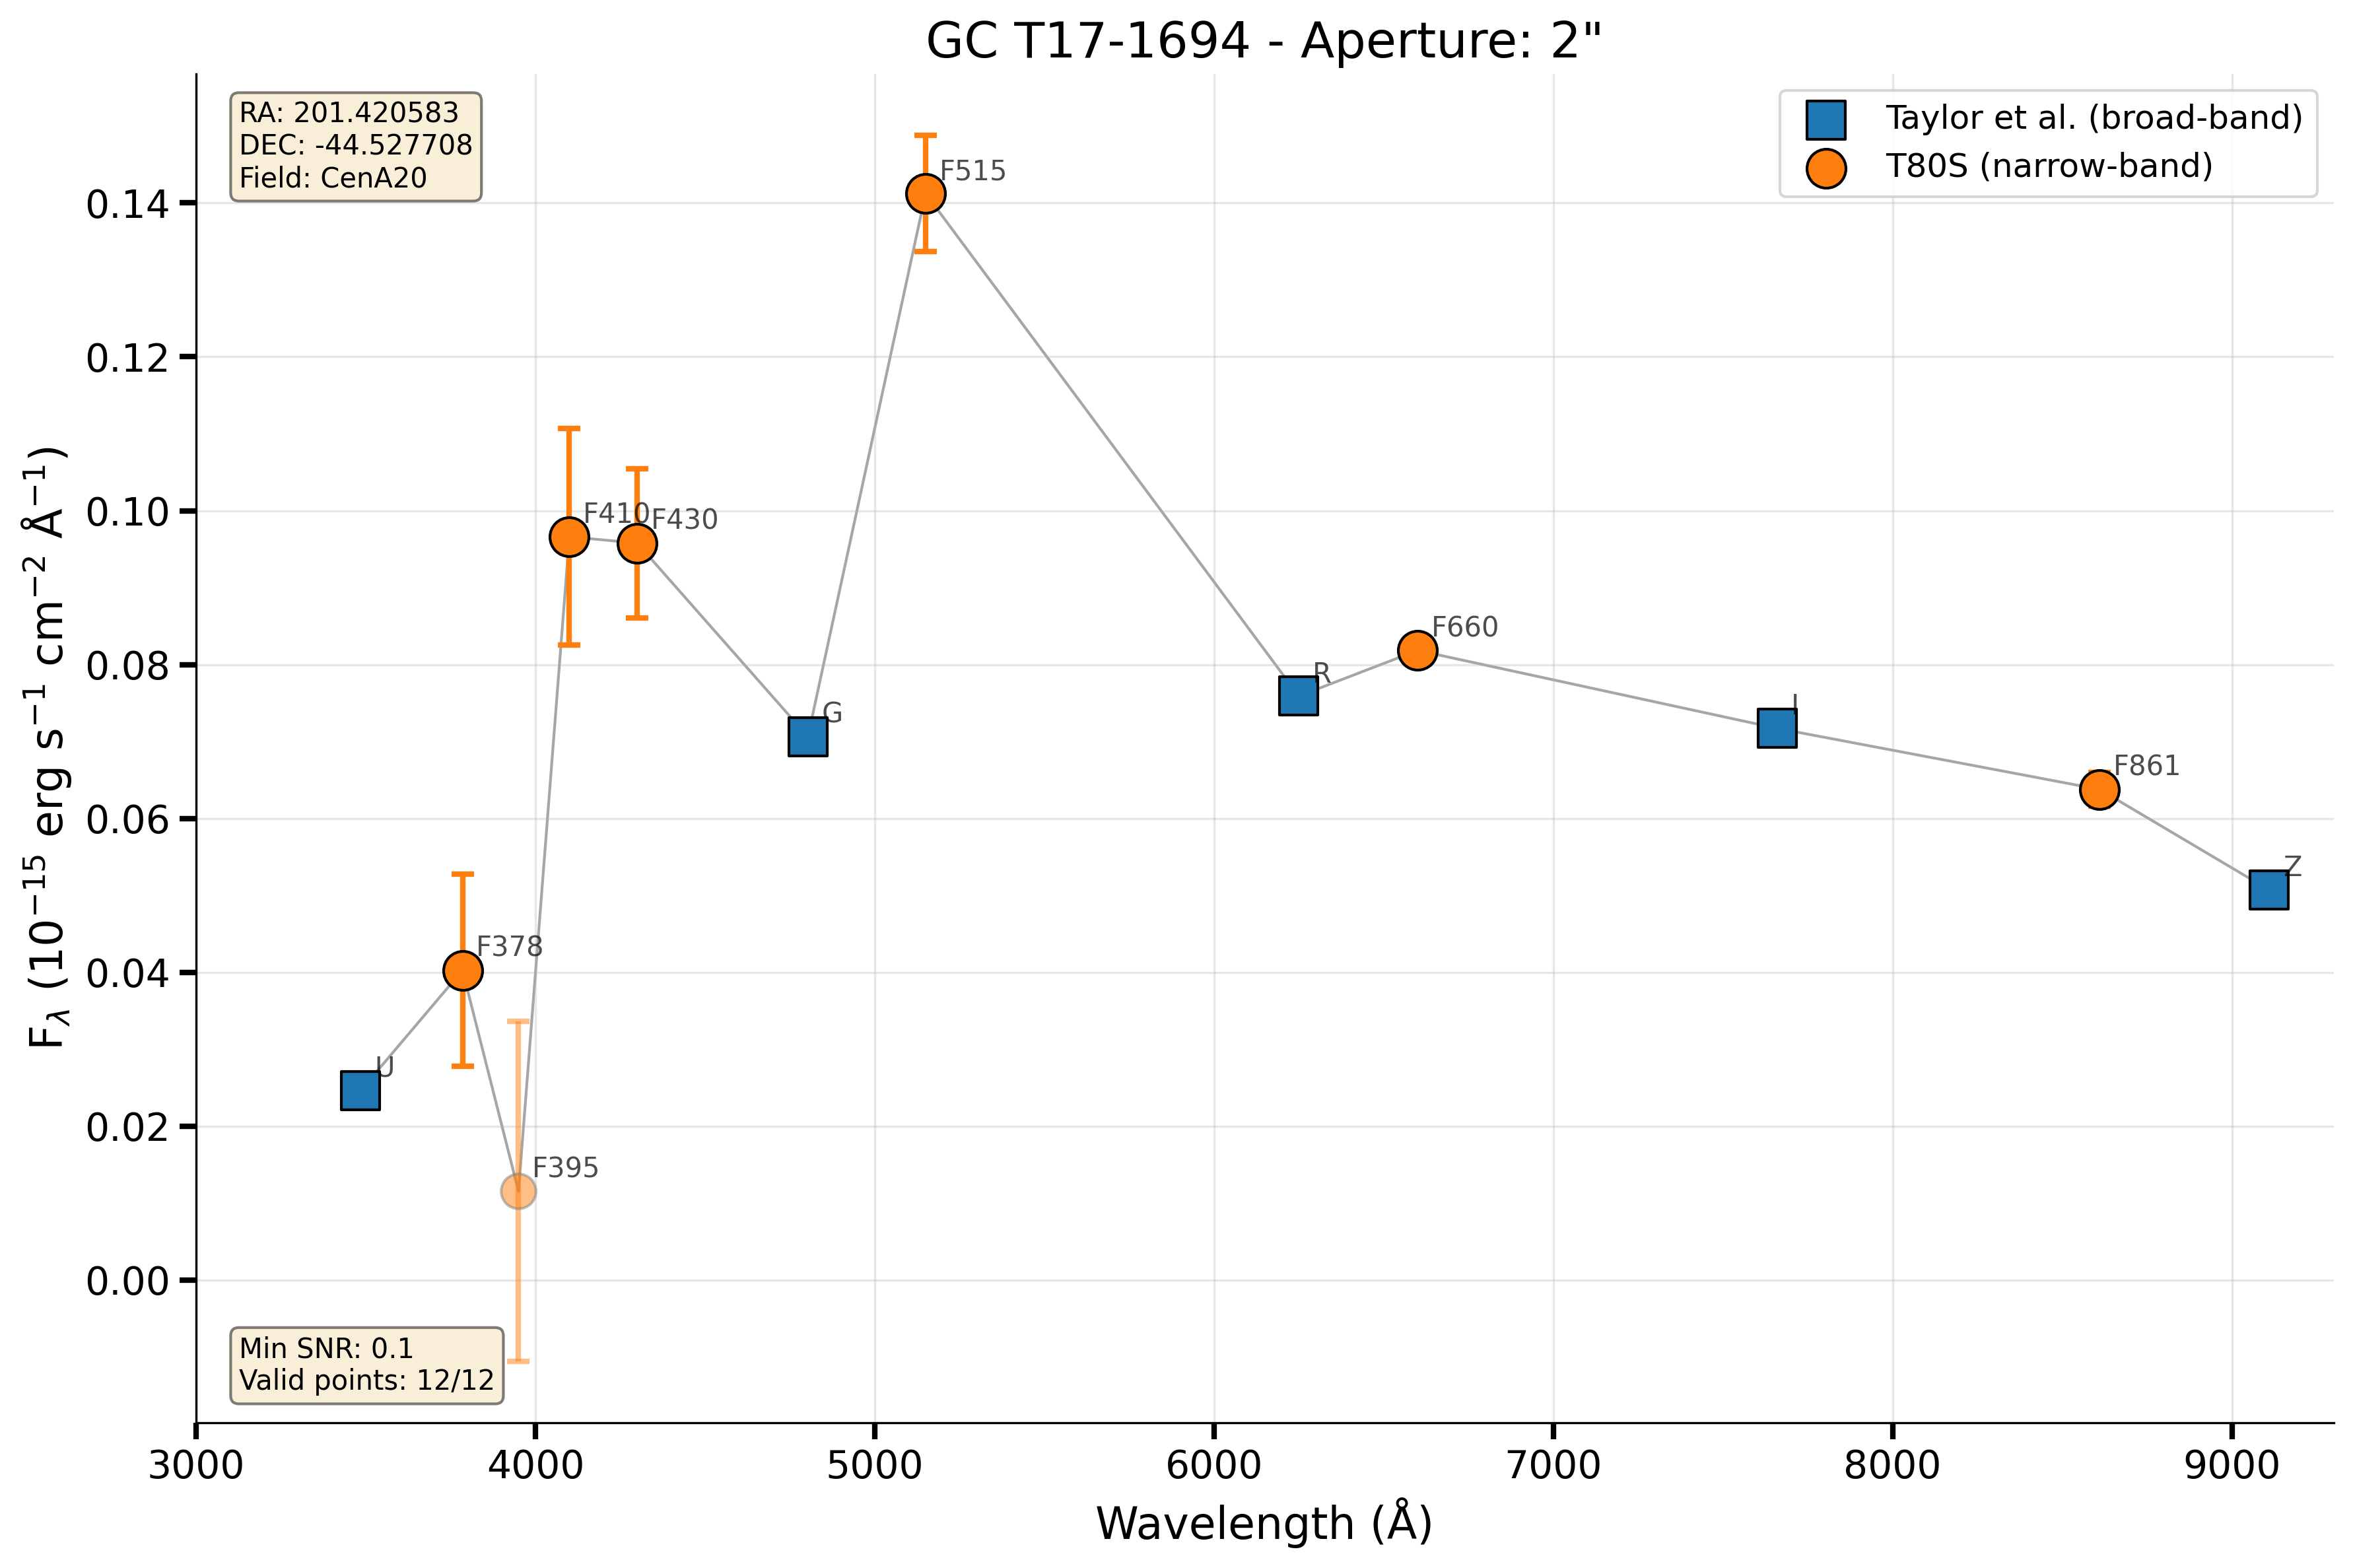 GC T17-1694 - Aperture: 2"
RA: 201.420583
DEC: -44.527708
Field: CenA20
Taylor et al. (broad-band)
T80S (narrow-band)
F515
0.14
0.12
F410
F430
0.10
F660
0.08
R
G
I
F861
0.06
Z
F378
0.04
U
0.02
F395
0.00
Min SNR: 0.1
Valid points: 12/12
F_λ (10⁻¹⁵ erg s⁻¹ cm⁻² Å⁻¹)
3000 4000 5000 6000 7000 8000 9000
Wavelength (Å)